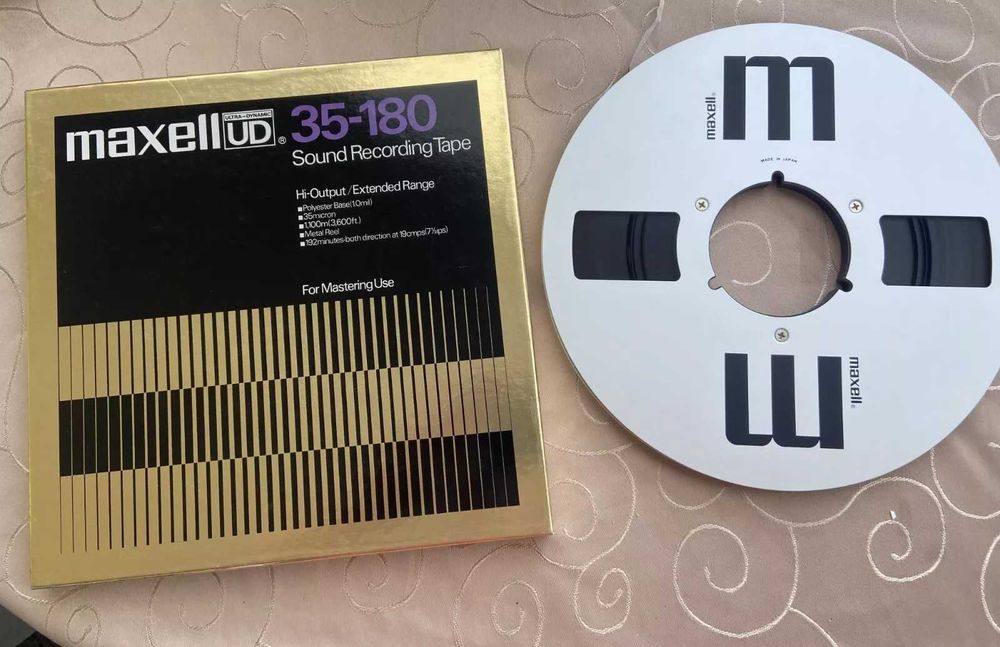 maxell ULTRA-DYNAMIC UD® 35-180
Sound Recording Tape
Hi-Output/Extended Range
■Polyester Base(1.0mil)
■35micron
■1,100m(3,600ft.)
■Metal Reel
■192minutes-both direction at 19cmps(7½ips)
For Mastering Use
m
maxell®
MADE IN JAPAN
m
maxell®